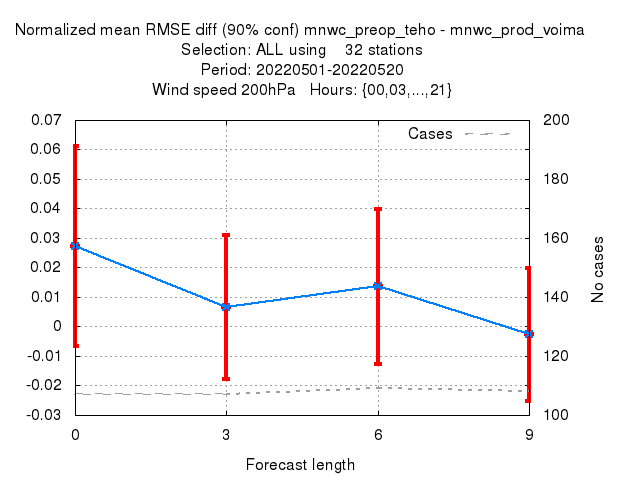 Normalized mean RMSE diff (90% conf) mnwc_preop_teho - mnwc_prod_voima
Selection: ALL using    32 stations
Period: 20220501-20220520
Wind speed 200hPa   Hours: {00,03,...,21}
0.07
0.06
0.05
0.04
0.03
0.02
0.01
0
-0.01
-0.02
-0.03
Cases
200
180
160
140
120
100
No cases
0 3 6 9
Forecast length